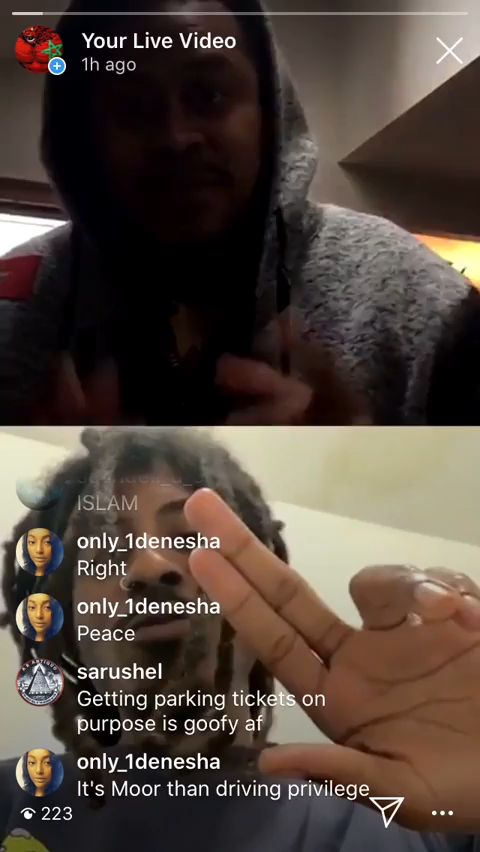 Your Live Video
1h ago
ISLAM
only_1denesha
Right
only_1denesha
Peace
sarushel
Getting parking tickets on
purpose is goofy af
only_1denesha
It's Moor than driving privilege
223